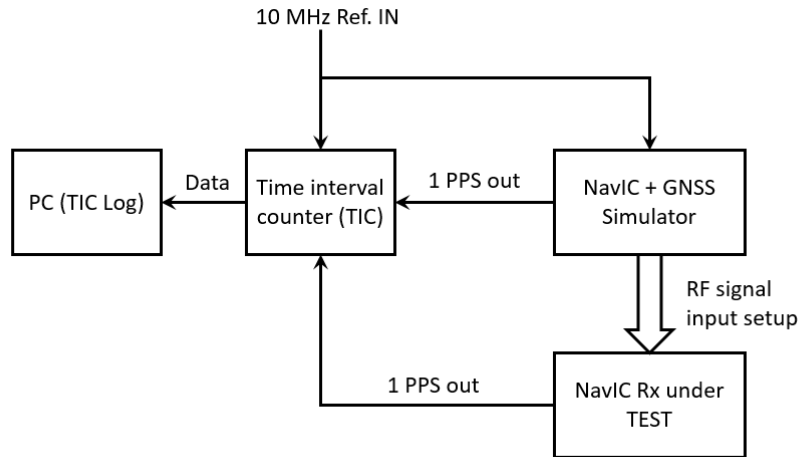 10 MHz Ref. IN
PC (TIC Log)
Data
Time interval
counter (TIC)
1 PPS out
NavIC + GNSS
Simulator
RF signal
input setup
1 PPS out
NavIC Rx under
TEST